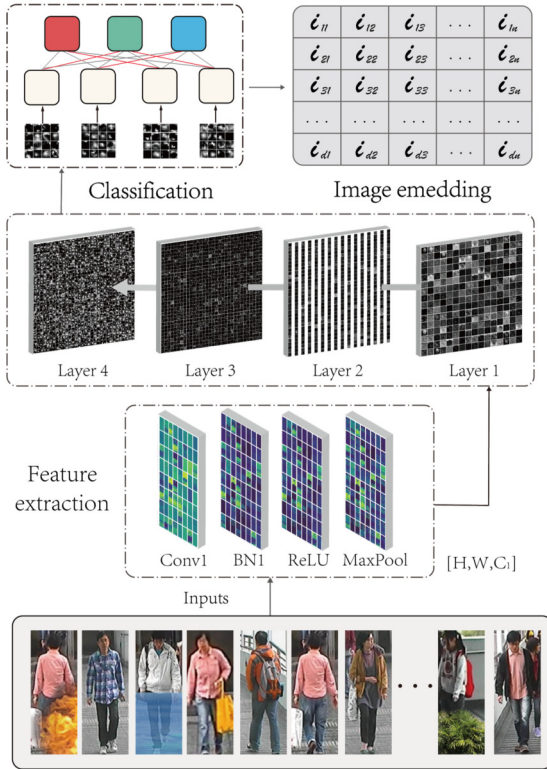 i11 i12 i13 . . . i1n
i21 i22 i23 . . . i2n
i31 i32 i33 . . . i3n
. . . . . . . . . . . . . . .
id1 id2 id3 . . . idn
Classification
Image emedding
Layer 4
Layer 3
Layer 2
Layer 1
Feature
extraction
Conv1
BN1
ReLU
MaxPool
[H,W,C1]
Inputs
. . .